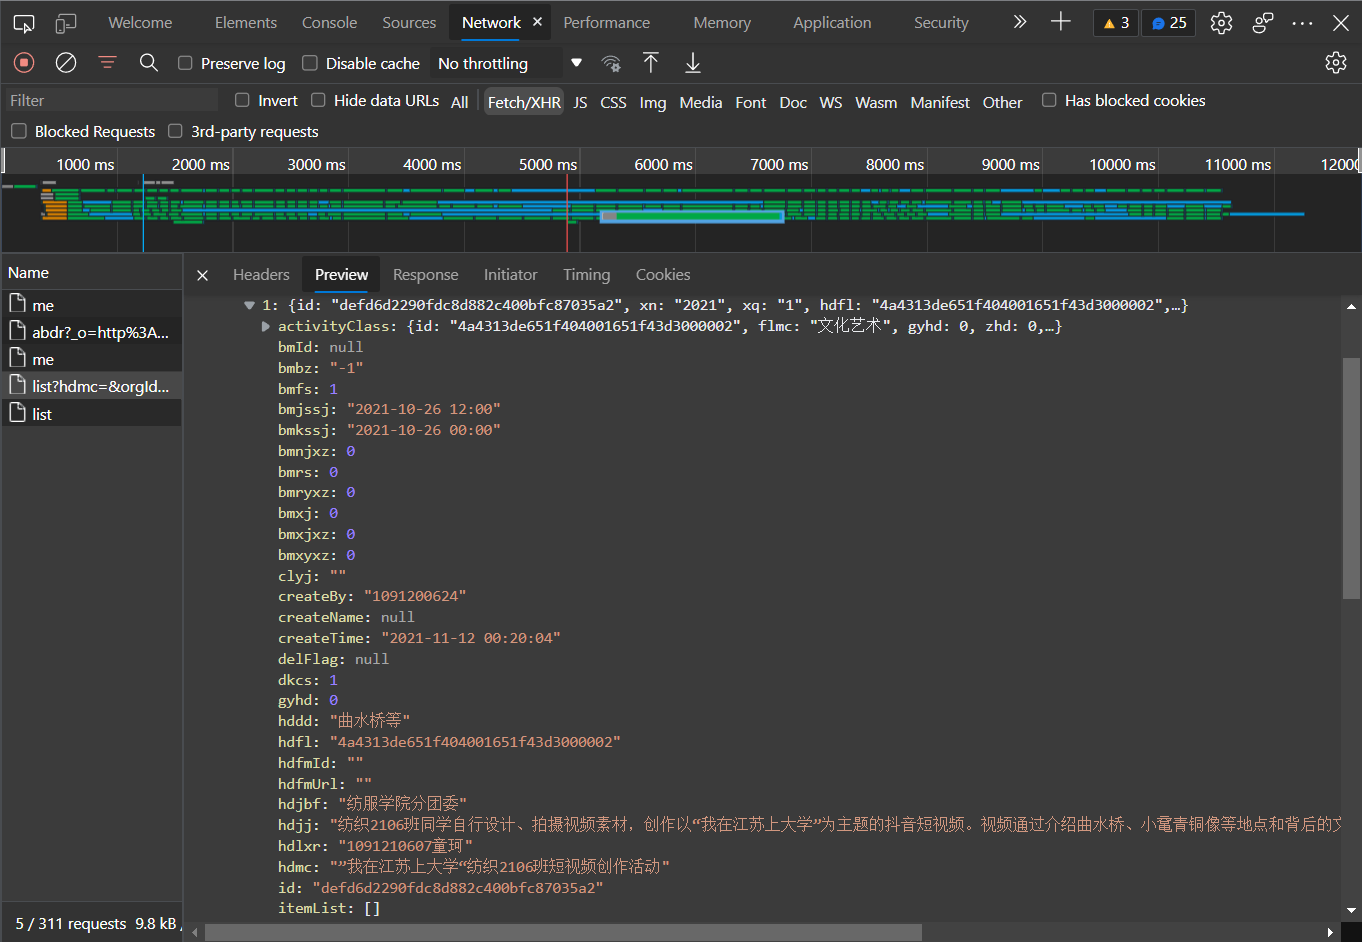 Welcome Elements Console Sources Network × Performance Memory Application Security » + 3 25
Preserve log Disable cache No throttling
Filter Invert Hide data URLs All Fetch/XHR JS CSS Img Media Font Doc WS Wasm Manifest Other Has blocked cookies
Blocked Requests 3rd-party requests
1000 ms 2000 ms 3000 ms 4000 ms 5000 ms 6000 ms 7000 ms 8000 ms 9000 ms 10000 ms 11000 ms 12000
Name
me
abdr?_o=http%3A...
me
list?hdmc=&orgId...
list
5 / 311 requests 9.8 kB
Headers Preview Response Initiator Timing Cookies
1: {id: "defd6d2290fdc8d882c400bfc87035a2", xn: "2021", xq: "1", hdfl: "4a4313de651f404001651f43d3000002",…}
activityClass: {id: "4a4313de651f404001651f43d3000002", flmc: "文化艺术", gyhd: 0, zhd: 0,…}
bmId: null
bmbz: "-1"
bmfs: 1
bmjssj: "2021-10-26 12:00"
bmkssj: "2021-10-26 00:00"
bmnjxz: 0
bmrs: 0
bmryxz: 0
bmxj: 0
bmxjxz: 0
bmxyxz: 0
clyj: ""
createBy: "1091200624"
createName: null
createTime: "2021-11-12 00:20:04"
delFlag: null
dkcs: 1
gyhd: 0
hddd: "曲水桥等"
hdfl: "4a4313de651f404001651f43d3000002"
hdfmId: ""
hdfmUrl: ""
hdjbf: "纺服学院分团委"
hdjj: "纺织2106班同学自行设计、拍摄视频素材，创作以“我在江苏上大学”为主题的抖音短视频。视频通过介绍曲水桥、小鼋青铜像等地点和背后的文
hdlxr: "1091210607童珂"
hdmc: "”我在江苏上大学“纺织2106班短视频创作活动"
id: "defd6d2290fdc8d882c400bfc87035a2"
itemList: []